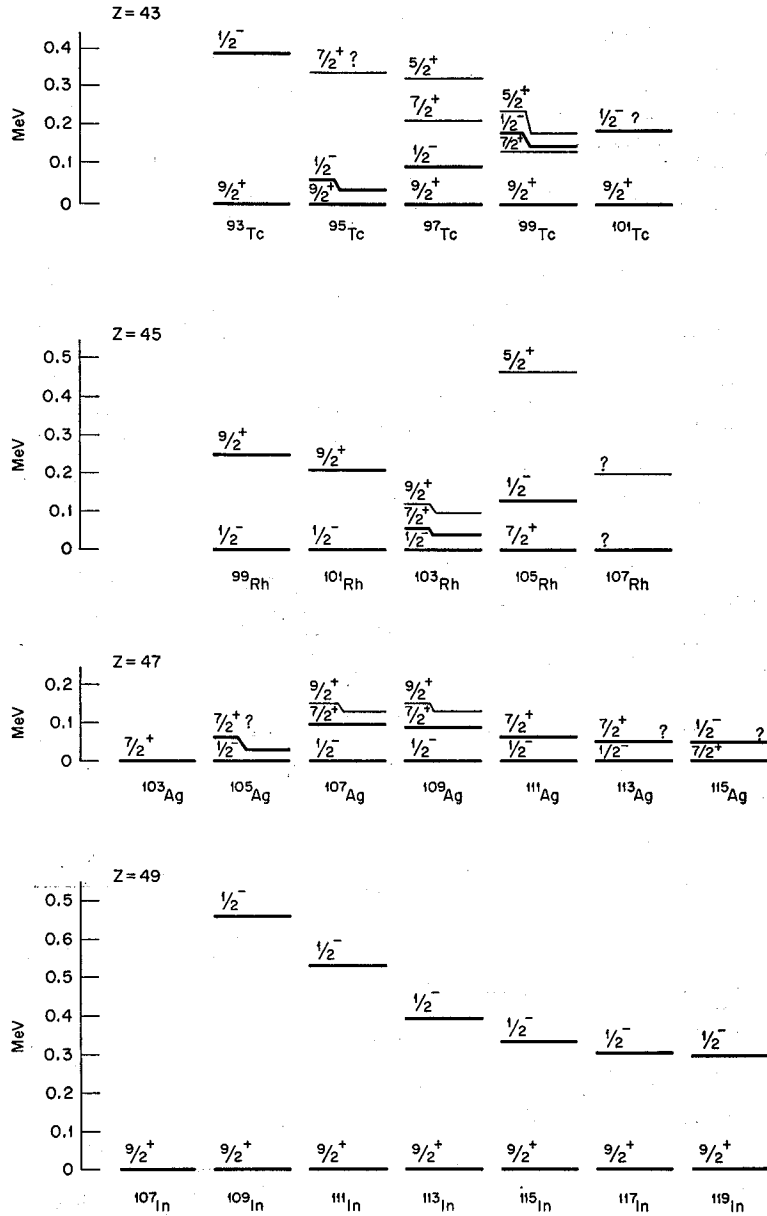 Z = 43
0.4
0.3
0.2
0.1
0
MeV
1/2⁻
9/2⁺
⁹³Tc
7/2⁺ ?
1/2⁻
9/2⁺
⁹⁵Tc
5/2⁺
7/2⁺
1/2⁻
9/2⁺
⁹⁷Tc
5/2⁺
1/2⁻
7/2⁺
9/2⁺
⁹⁹Tc
1/2⁻ ?
9/2⁺
¹⁰¹Tc
Z = 45
0.5
0.4
0.3
0.2
0.1
0
MeV
9/2⁺
1/2⁻
⁹⁹Rh
9/2⁺
1/2⁻
¹⁰¹Rh
9/2⁺
7/2⁺
1/2⁻
¹⁰³Rh
5/2⁺
1/2⁻
7/2⁺
¹⁰⁵Rh
?
?
¹⁰⁷Rh
Z = 47
0.2
0.1
0
MeV
7/2⁺
¹⁰³Ag
7/2⁺ ?
1/2⁻
¹⁰⁵Ag
9/2⁺
7/2⁺
1/2⁻
¹⁰⁷Ag
9/2⁺
7/2⁺
1/2⁻
¹⁰⁹Ag
7/2⁺
1/2⁻
¹¹¹Ag
7/2⁺ ?
1/2⁻
¹¹³Ag
1/2⁻ ?
7/2⁺
¹¹⁵Ag
Z = 49
0.5
0.6
0.5
0.4
0.3
0.2
0.1
0
MeV
9/2⁺
¹⁰⁷In
1/2⁻
9/2⁺
¹⁰⁹In
1/2⁻
9/2⁺
¹¹¹In
1/2⁻
9/2⁺
¹¹³In
1/2⁻
9/2⁺
¹¹⁵In
1/2⁻
9/2⁺
¹¹⁷In
1/2⁻
9/2⁺
¹¹⁹In